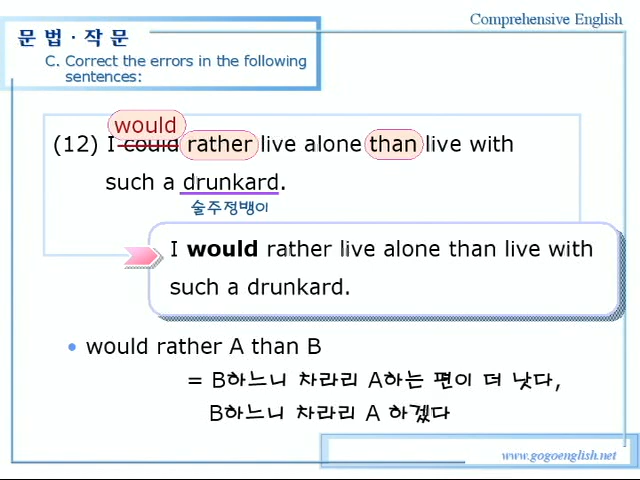 Comprehensive English
문 법 · 작 문
C. Correct the errors in the following
sentences:
would
(12) I could rather live alone than live with
such a drunkard.
술주정뱅이
I would rather live alone than live with
such a drunkard.
• would rather A than B
= B하느니 차라리 A하는 편이 더 낫다,
B하느니 차라리 A 하겠다
www.gogoenglish.net